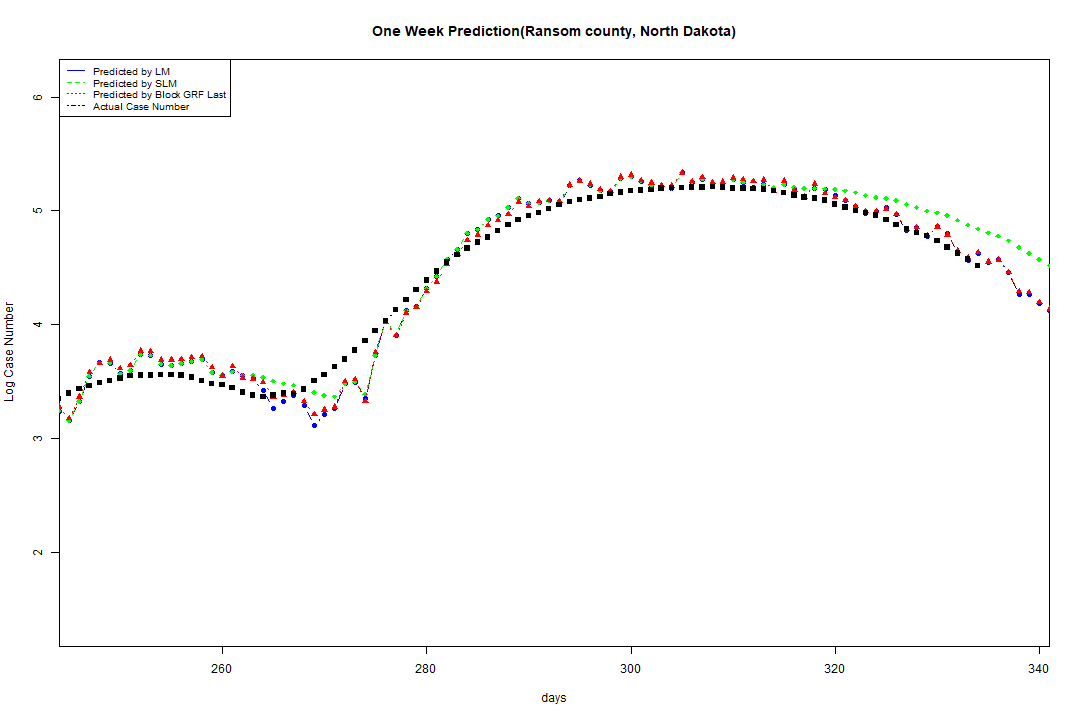 One Week Prediction(Ransom county, North Dakota)
Predicted by LM
Predicted by SLM
Predicted by Block GRF Last
Actual Case Number
6
5
4
3
2
Log Case Number
260
280
300
320
340
days